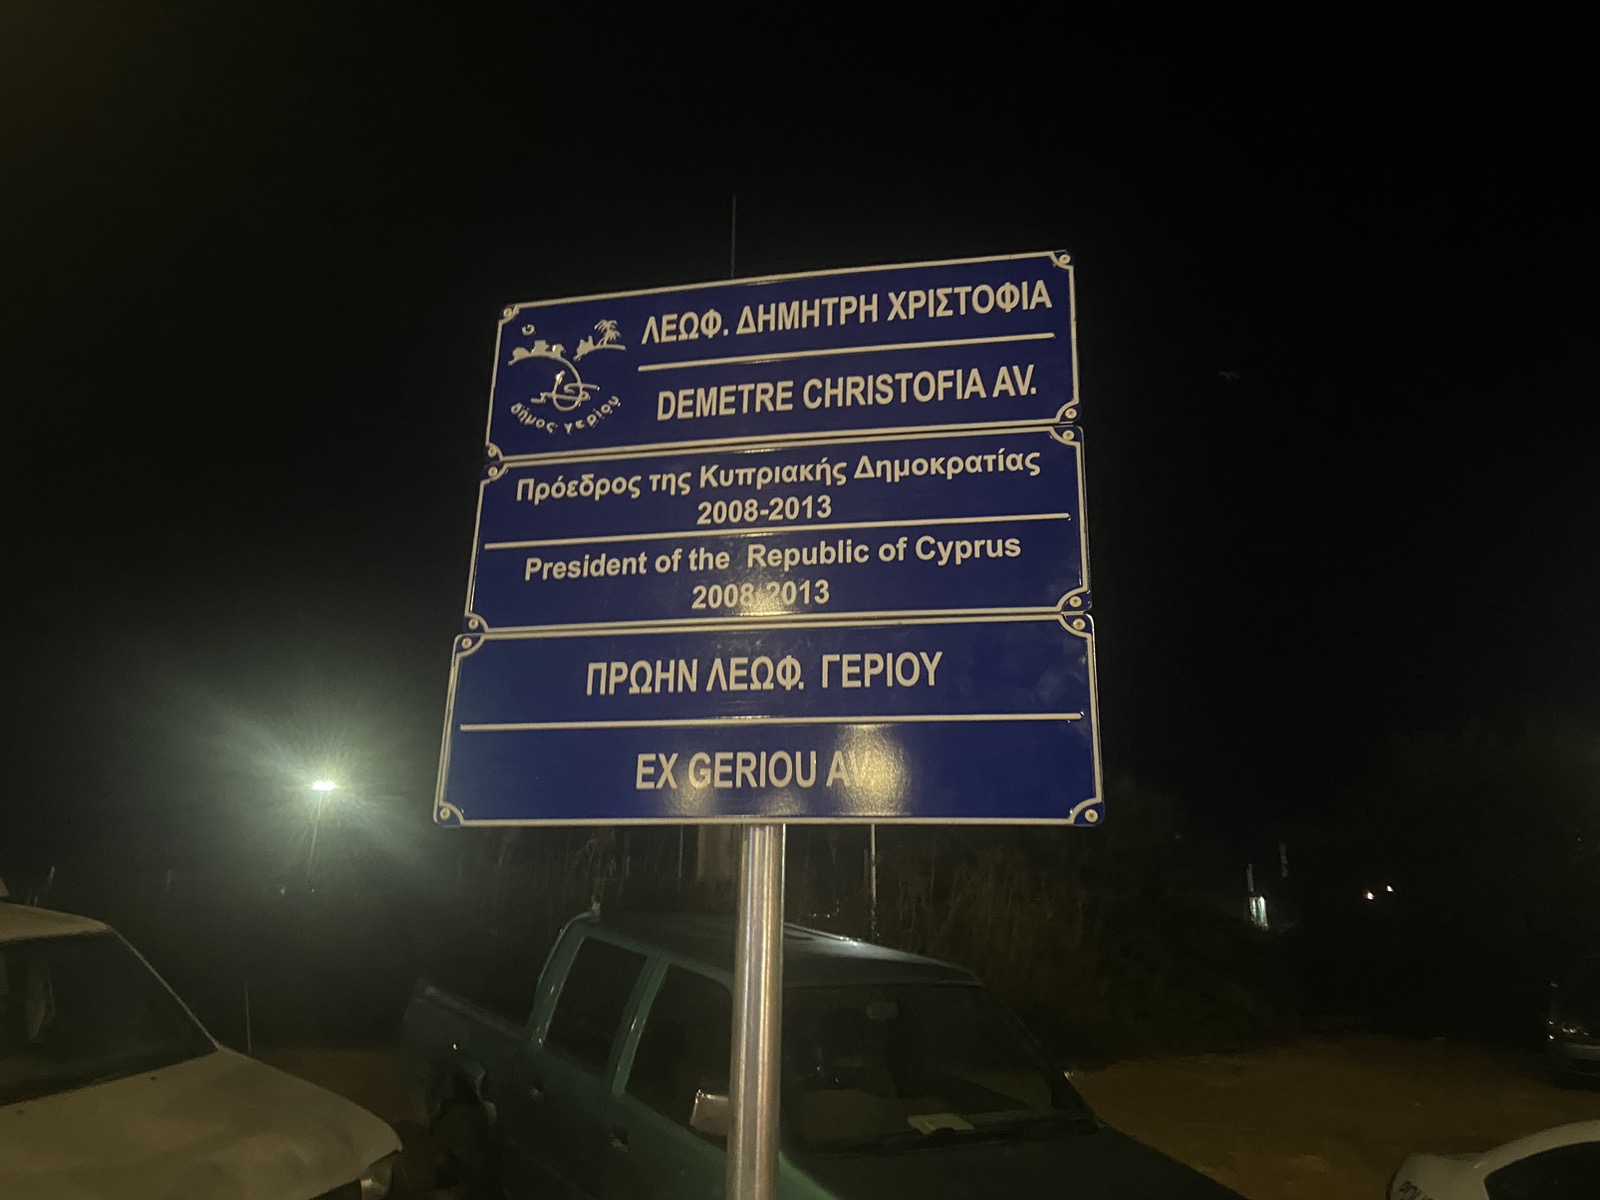 ΛΕΩΦ. ΔΗΜΗΤΡΗ ΧΡΙΣΤΟΦΙΑ
DEMETRE CHRISTOFIA AV.
δήμος γερίου
Πρόεδρος της Κυπριακής Δημοκρατίας
2008-2013
President of the Republic of Cyprus
2008-2013
ΠΡΩΗΝ ΛΕΩΦ. ΓΕΡΙΟΥ
EX GERIOU AV.